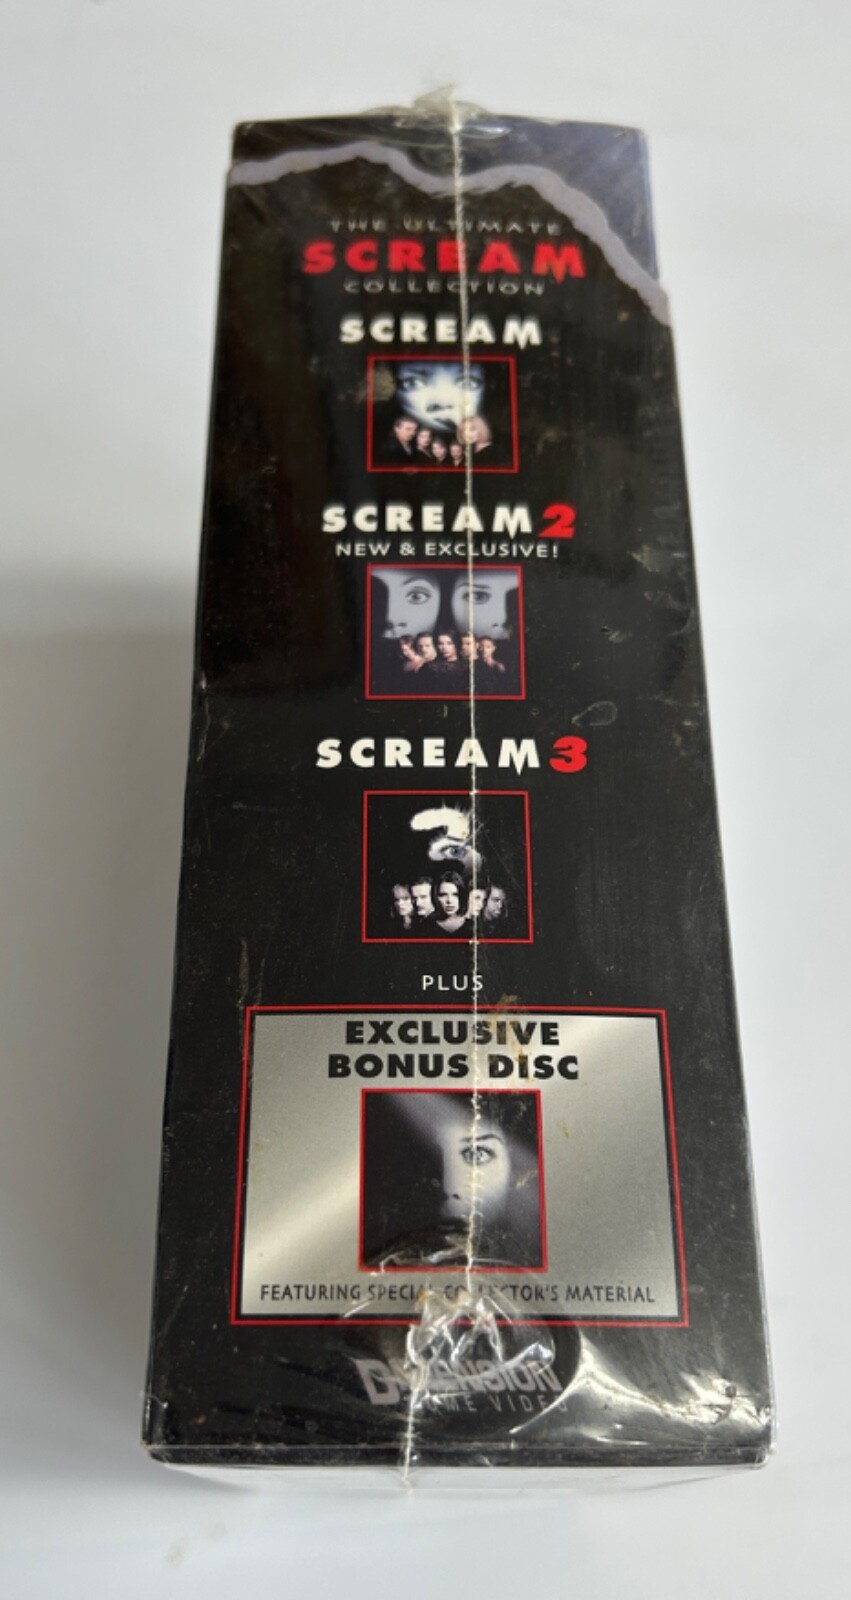 THE ULTIMATE
SCREAM
COLLECTION
SCREAM
SCREAM 2
NEW & EXCLUSIVE!
SCREAM 3
PLUS
EXCLUSIVE
BONUS DISC
FEATURING SPECIAL COLLECTOR'S MATERIAL
DIMENSION
HOME VIDEO